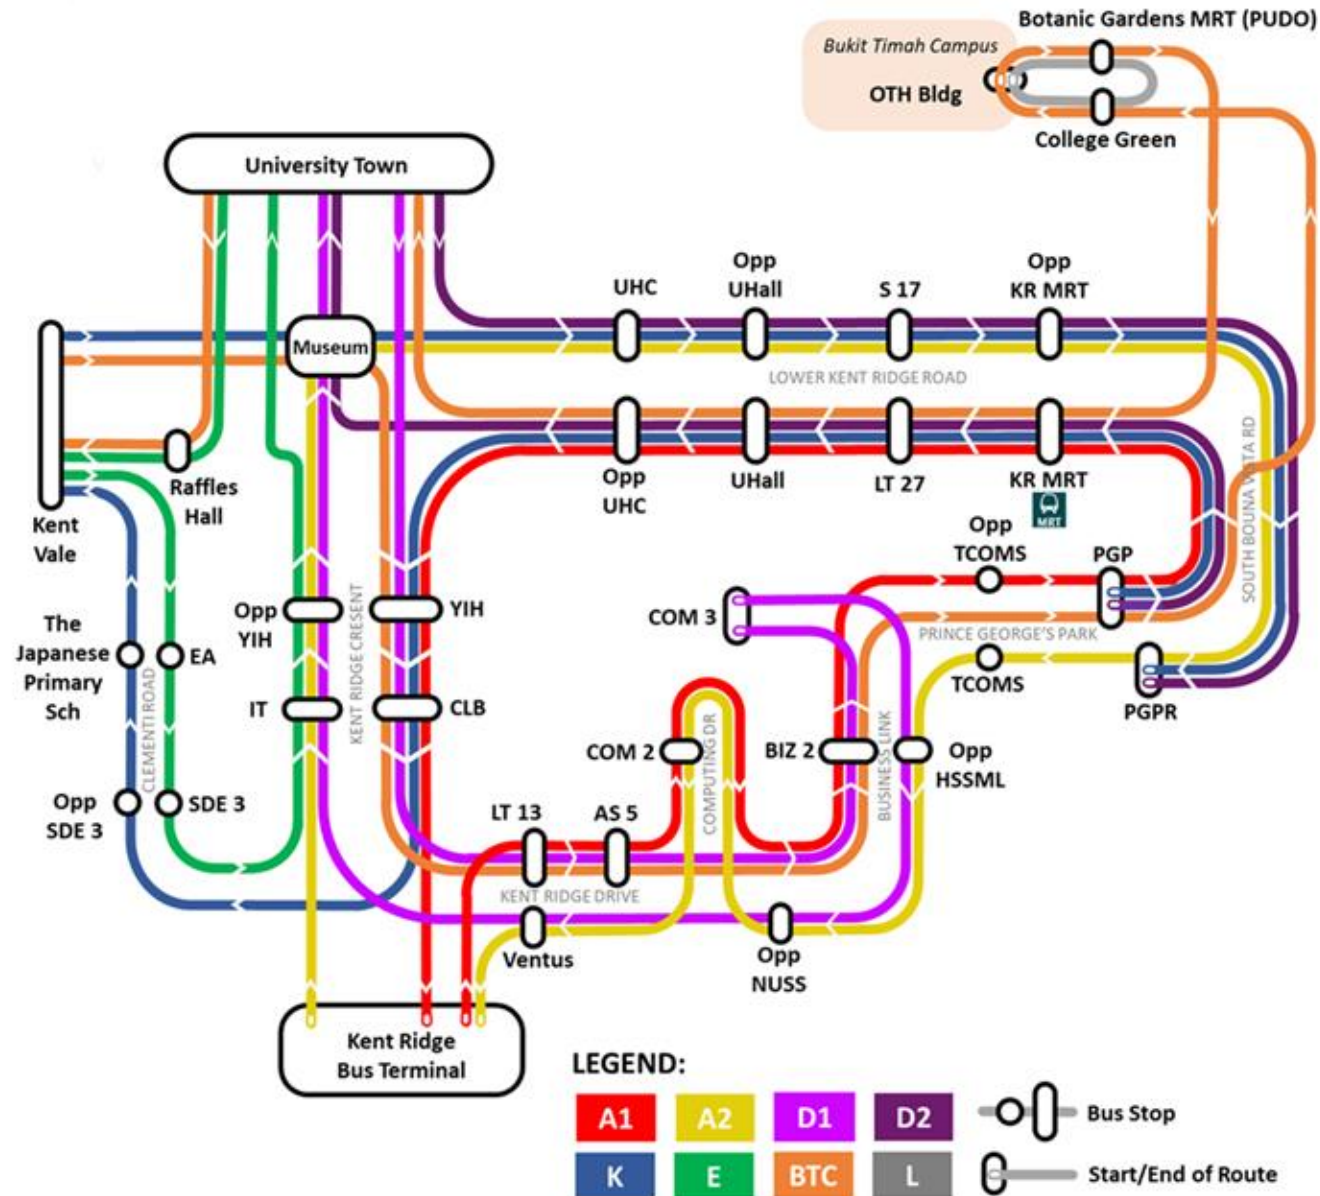 Botanic Gardens MRT (PUDO)
Bukit Timah Campus
OTH Bldg
College Green
University Town
UHC
Opp
UHall
S 17
Opp
KR MRT
Museum
LOWER KENT RIDGE ROAD
Kent
Vale
Raffles
Hall
Opp
UHC
UHall
LT 27
KR MRT
MRT
SOUTH BOUNA VISTA RD
Opp
TCOMS
PGP
The
Japanese
Primary
Sch
EA
CLEMENTI ROAD
Opp
YIH
KENT RIDGE CRESENT
YIH
COM 3
PRINCE GEORGE'S PARK
TCOMS
PGPR
IT
CLB
COM 2
COMPUTING DR
BIZ 2
BUSINESS LINK
Opp
HSSML
Opp
SDE 3
SDE 3
LT 13
AS 5
KENT RIDGE DRIVE
Ventus
Opp
NUSS
Kent Ridge
Bus Terminal
LEGEND:
A1
A2
D1
D2
Bus Stop
K
E
BTC
L
Start/End of Route